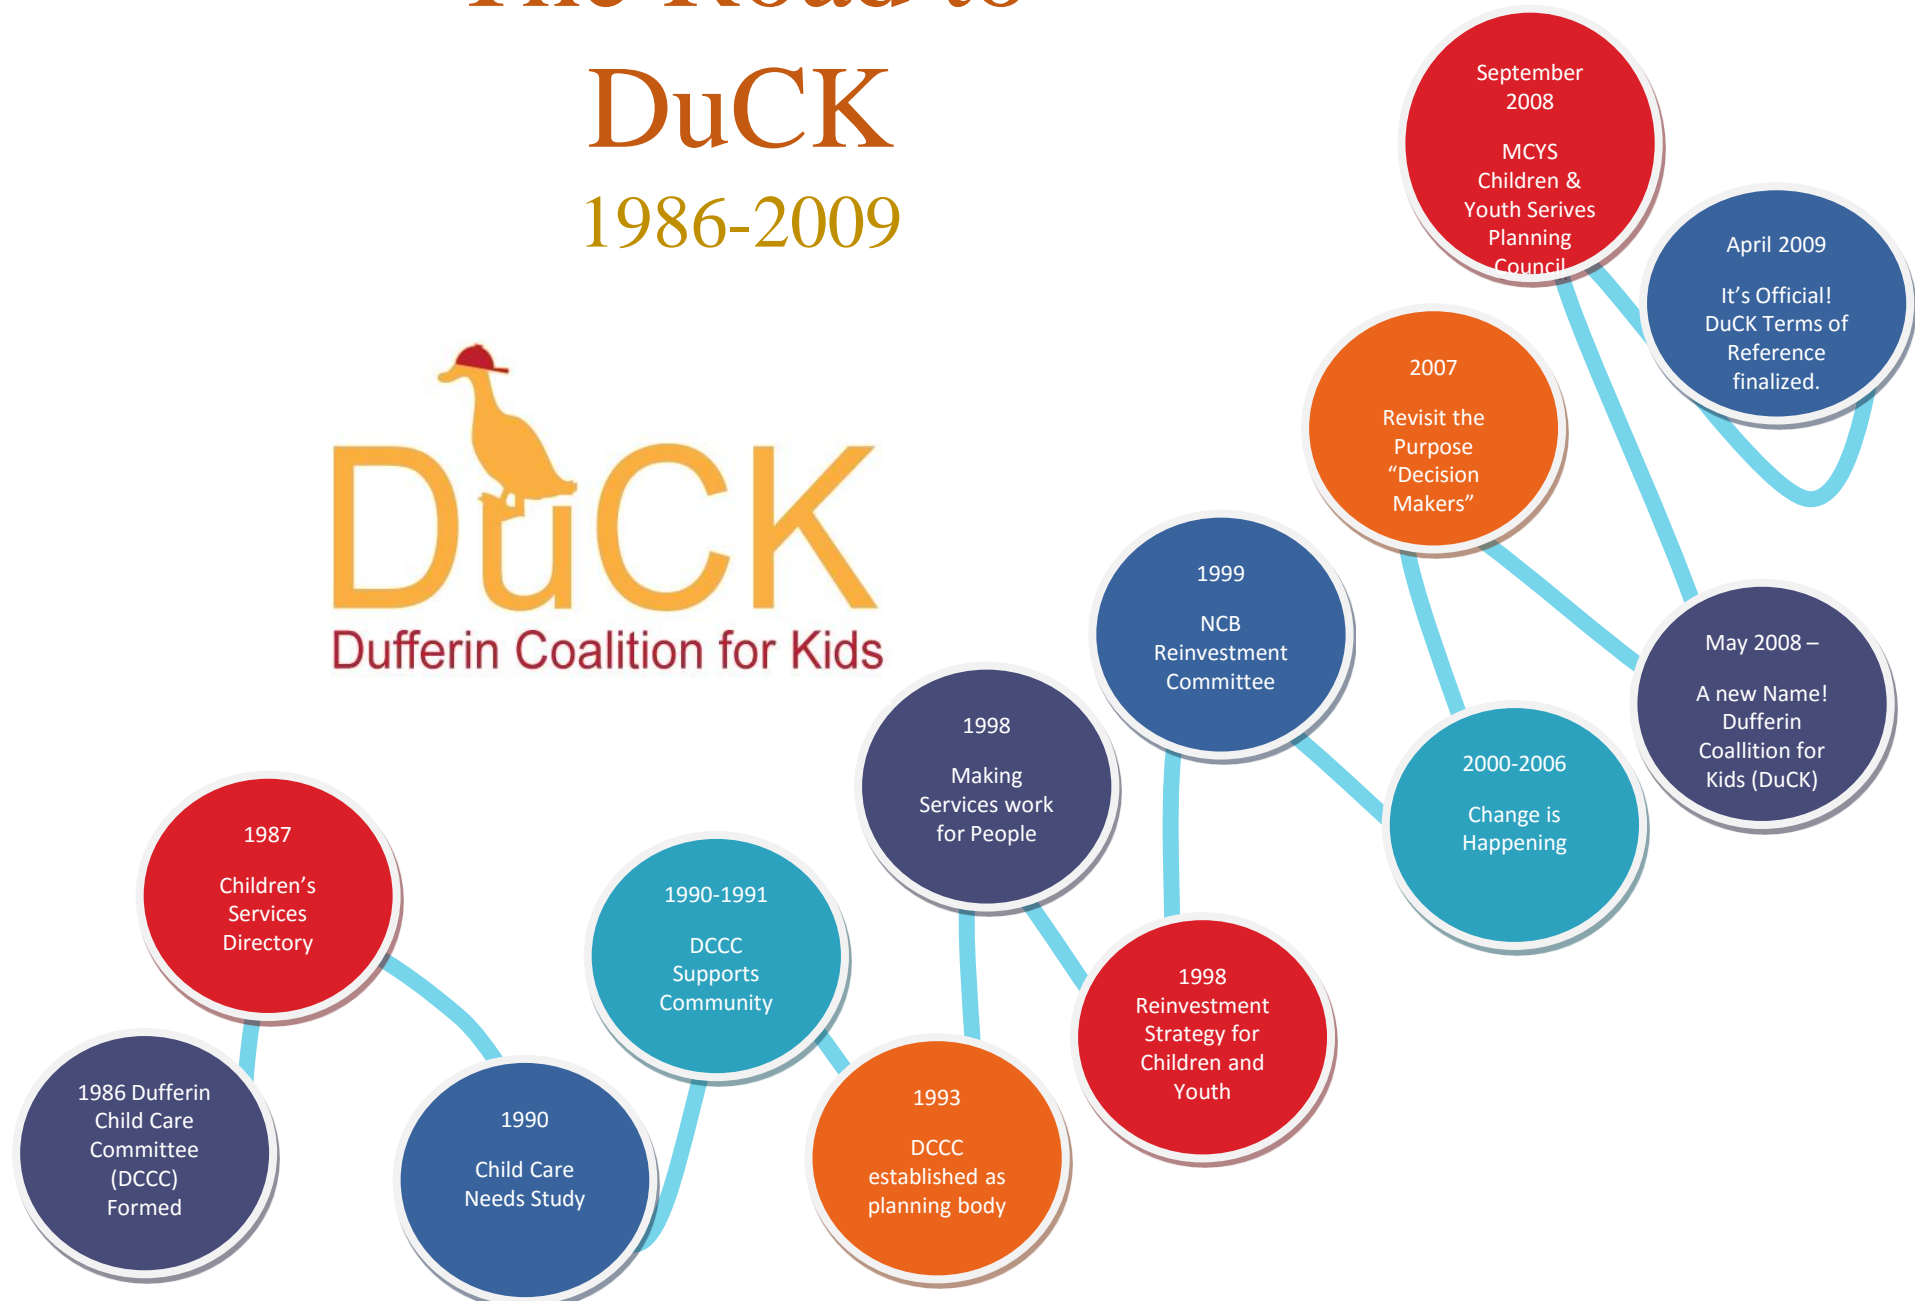 The Road to
DuCK
1986-2009
DuCK
Dufferin Coalition for Kids
1986 Dufferin
Child Care
Committee
(DCCC)
Formed
1987
Children’s
Services
Directory
1990
Child Care
Needs Study
1990-1991
DCCC
Supports
Community
1993
DCCC
established as
planning body
1998
Making
Services work
for People
1998
Reinvestment
Strategy for
Children and
Youth
1999
NCB
Reinvestment
Committee
2000-2006
Change is
Happening
2007
Revisit the
Purpose
“Decision
Makers”
May 2008 –
A new Name!
Dufferin
Coallition for
Kids (DuCK)
September
2008
MCYS
Children &
Youth Serives
Planning
Council
April 2009
It’s Official!
DuCK Terms of
Reference
finalized.